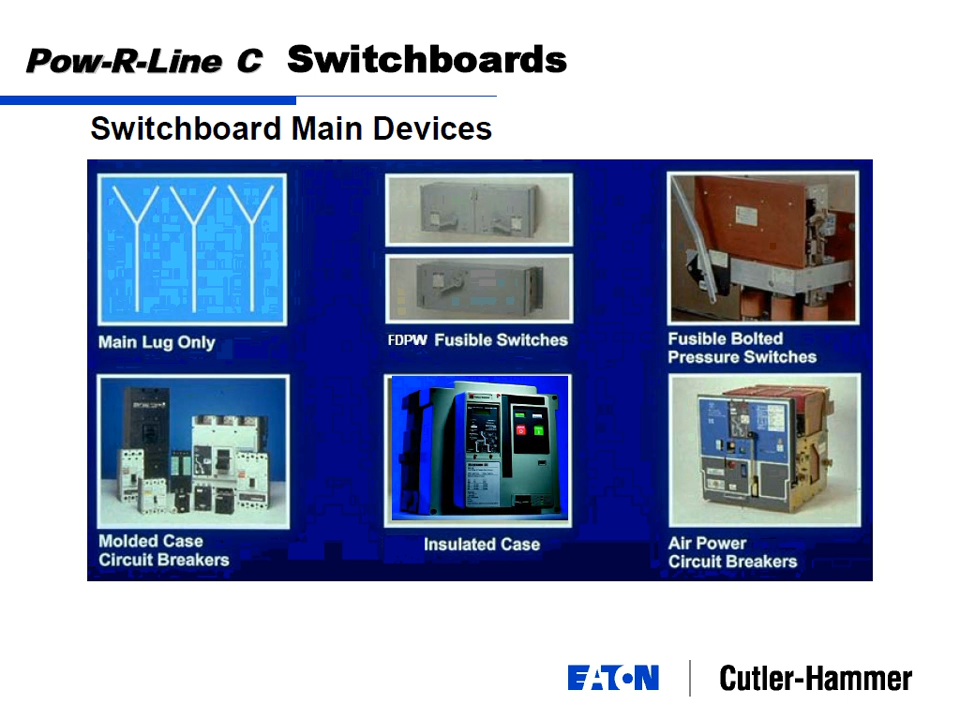 Pow-R-Line C Switchboards
Switchboard Main Devices
Main Lug Only
FDPW Fusible Switches
Fusible Bolted
Pressure Switches
Molded Case
Circuit Breakers
Insulated Case
Air Power
Circuit Breakers
EATON Cutler-Hammer